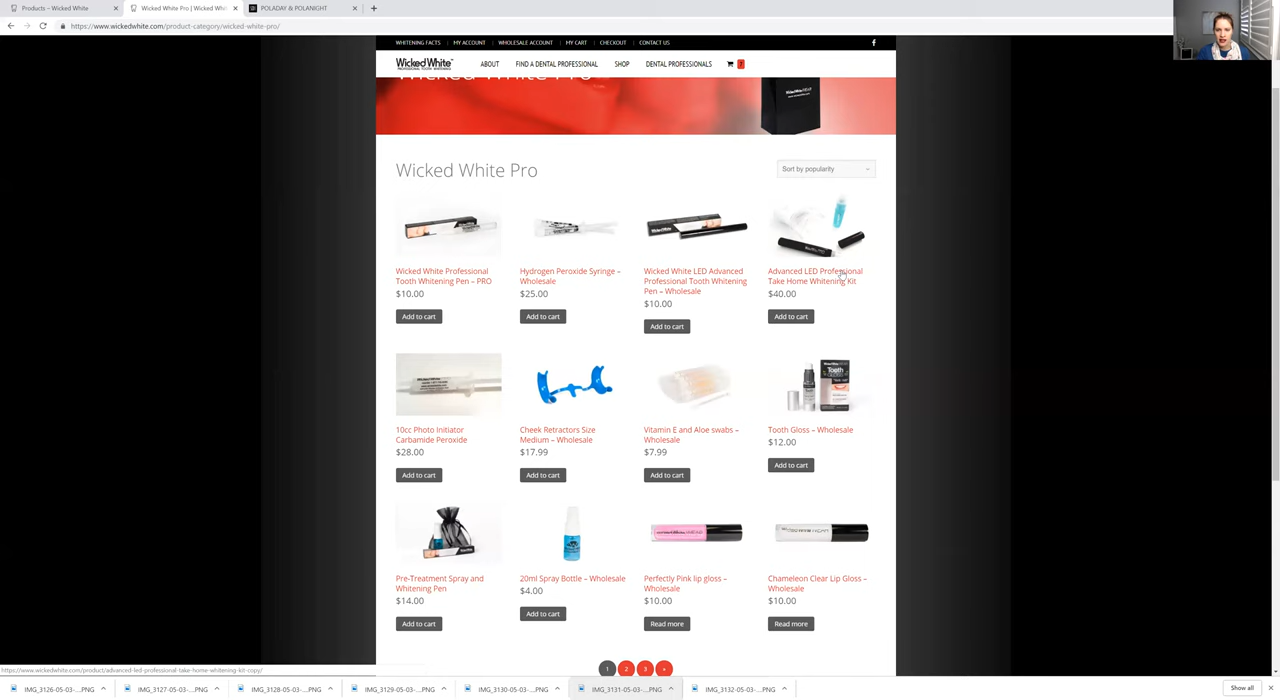 Products – Wicked White
Wicked White Pro | Wicked Whi
POLADAY & POLANIGHT
https://www.wickedwhite.com/product-category/wicked-white-pro/
WHITENING FACTS MY ACCOUNT WHOLESALE ACCOUNT MY CART CHECKOUT CONTACT US
Wicked White ABOUT FIND A DENTAL PROFESSIONAL SHOP DENTAL PROFESSIONALS
Wicked White Pro
Wicked White Pro
Sort by popularity
Wicked White Professional
Tooth Whitening Pen – PRO
$10.00
Add to cart
Hydrogen Peroxide Syringe –
Wholesale
$25.00
Add to cart
Wicked White LED Advanced
Professional Tooth Whitening
Pen – Wholesale
$10.00
Add to cart
Advanced LED Professional
Take Home Whitening Kit
$40.00
Add to cart
10cc Photo Initiator
Carbamide Peroxide
$28.00
Add to cart
Cheek Retractors Size
Medium – Wholesale
$17.99
Add to cart
Vitamin E and Aloe swabs –
Wholesale
$7.99
Add to cart
Tooth
Tooth
Tooth Gloss – Wholesale
$12.00
Add to cart
Pre-Treatment Spray and
Whitening Pen
$14.00
Add to cart
20ml Spray Bottle – Wholesale
$4.00
Add to cart
Perfectly Pink lip gloss –
Wholesale
$10.00
Read more
Chameleon Clear Lip Gloss –
Wholesale
$10.00
Read more
1 2 3 »
https://www.wickedwhite.com/product/advanced-led-professional-take-home-whitening-kit-copy/
IMG_3126-05-03-....PNG
IMG_3127-05-03-....PNG
IMG_3128-05-03-....PNG
IMG_3129-05-03-....PNG
IMG_3130-05-03-....PNG
IMG_3131-05-03-....PNG
IMG_3132-05-03-....PNG
Show all